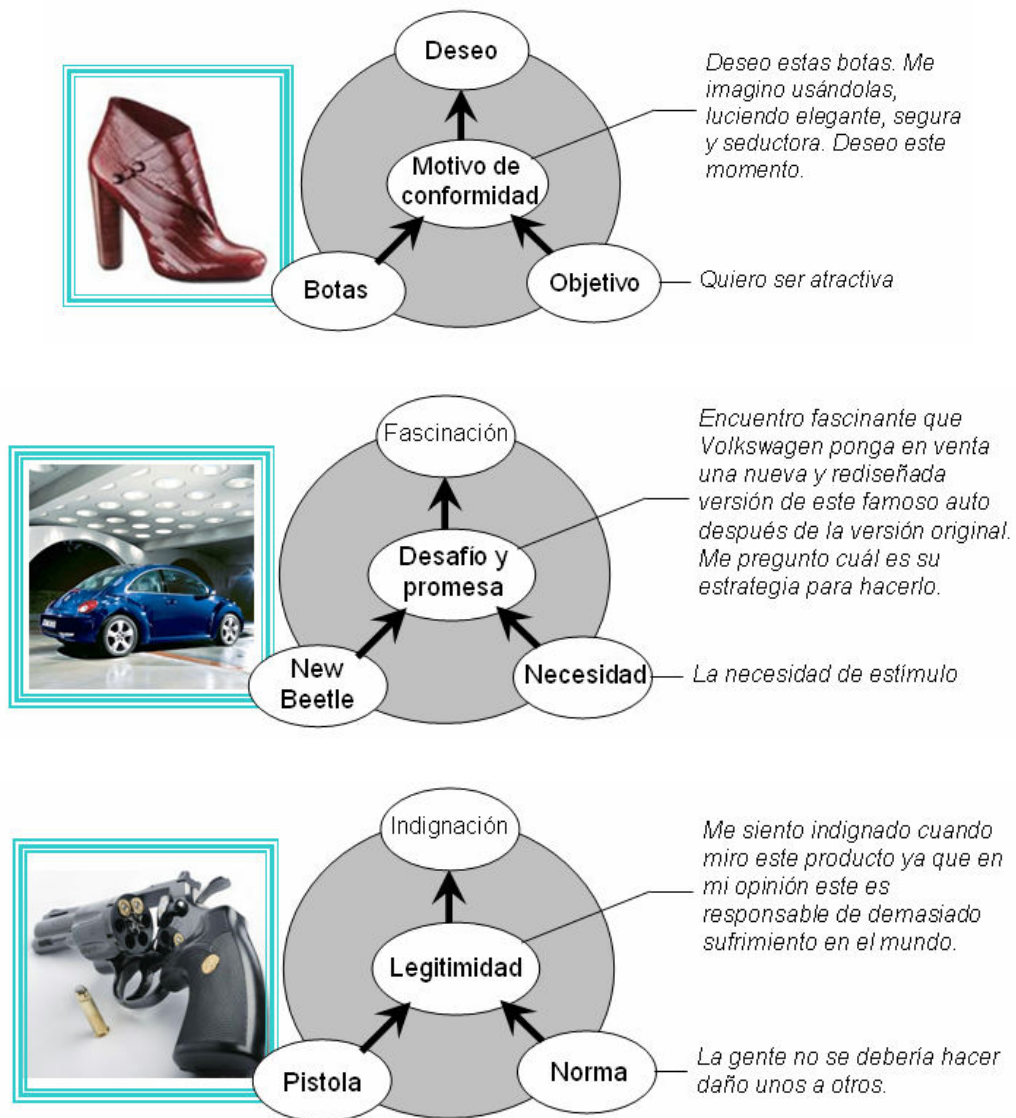 Deseo
Deseo estas botas. Me
imagino usándolas,
luciendo elegante, segura
y seductora. Deseo este
momento.
Motivo de
conformidad
Botas
Objetivo
Quiero ser atractiva
Fascinación
Encuentro fascinante que
Volkswagen ponga en venta
una nueva y rediseñada
versión de este famoso auto
después de la versión original.
Me pregunto cuál es su
estrategia para hacerlo.
Desafío y
promesa
New
Beetle
Necesidad
La necesidad de estímulo
Indignación
Me siento indignado cuando
miro este producto ya que en
mi opinión este es
responsable de demasiado
sufrimiento en el mundo.
Legitimidad
Pistola
Norma
La gente no se debería hacer
daño unos a otros.